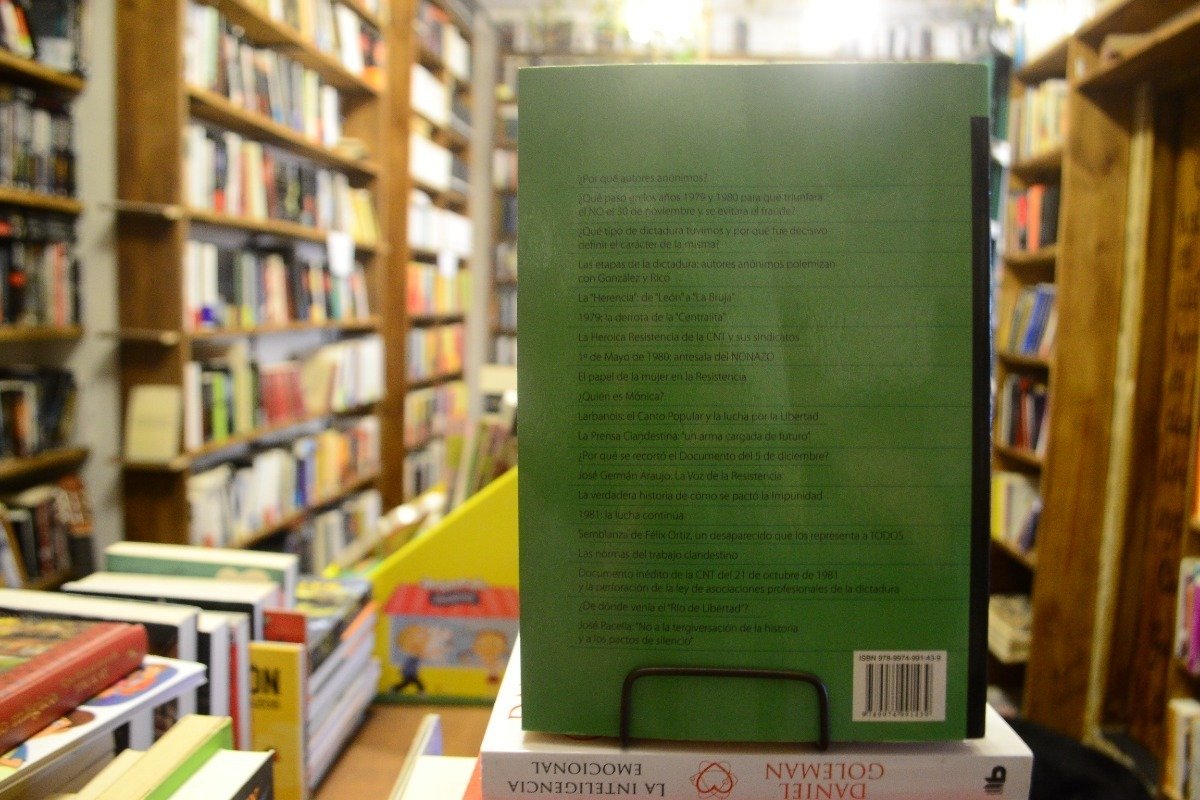 ¿Por qué autores anónimos?
¿Qué pasó en los años 1979 y 1980 para que triunfara
el NO el 30 de noviembre y se evitara el fraude?
¿Qué tipo de dictadura tuvimos y por qué fue decisivo
definir el carácter de la misma?
Las etapas de la dictadura: autores anónimos polemizan
con González y Rico
La "Herencia": de "León" a "La Bruja"
1979: la derrota de la "Centralita"
La Heroica Resistencia de la CNT y sus sindicatos
1º de Mayo de 1980: antesala del NONAZO
El papel de la mujer en la Resistencia
¿Quién es Mónica?
Larbanois: el Canto Popular y la lucha por la Libertad
La Prensa Clandestina: "un arma cargada de futuro"
¿Por qué se recortó el Documento del 5 de diciembre?
José Germán Araujo. La Voz de la Resistencia
La verdadera historia de cómo se pactó la Impunidad
1981: la lucha continúa
Semblanza de Félix Ortiz, un desaparecido que los representa a TODOS
Las normas del trabajo clandestino
Documento inédito de la CNT del 21 de octubre de 1981
y la perforación de la ley de asociaciones profesionales de la dictadura
¿De dónde venía el "Río de Libertad"?
José Pacella: "No a la tergiversación de la historia
y a los pactos de silencio"
ISBN 978-9974-991-43-9
9 789974 991439
LA INTELIGENCIA
EMOCIONAL
DANIEL
GOLEMAN